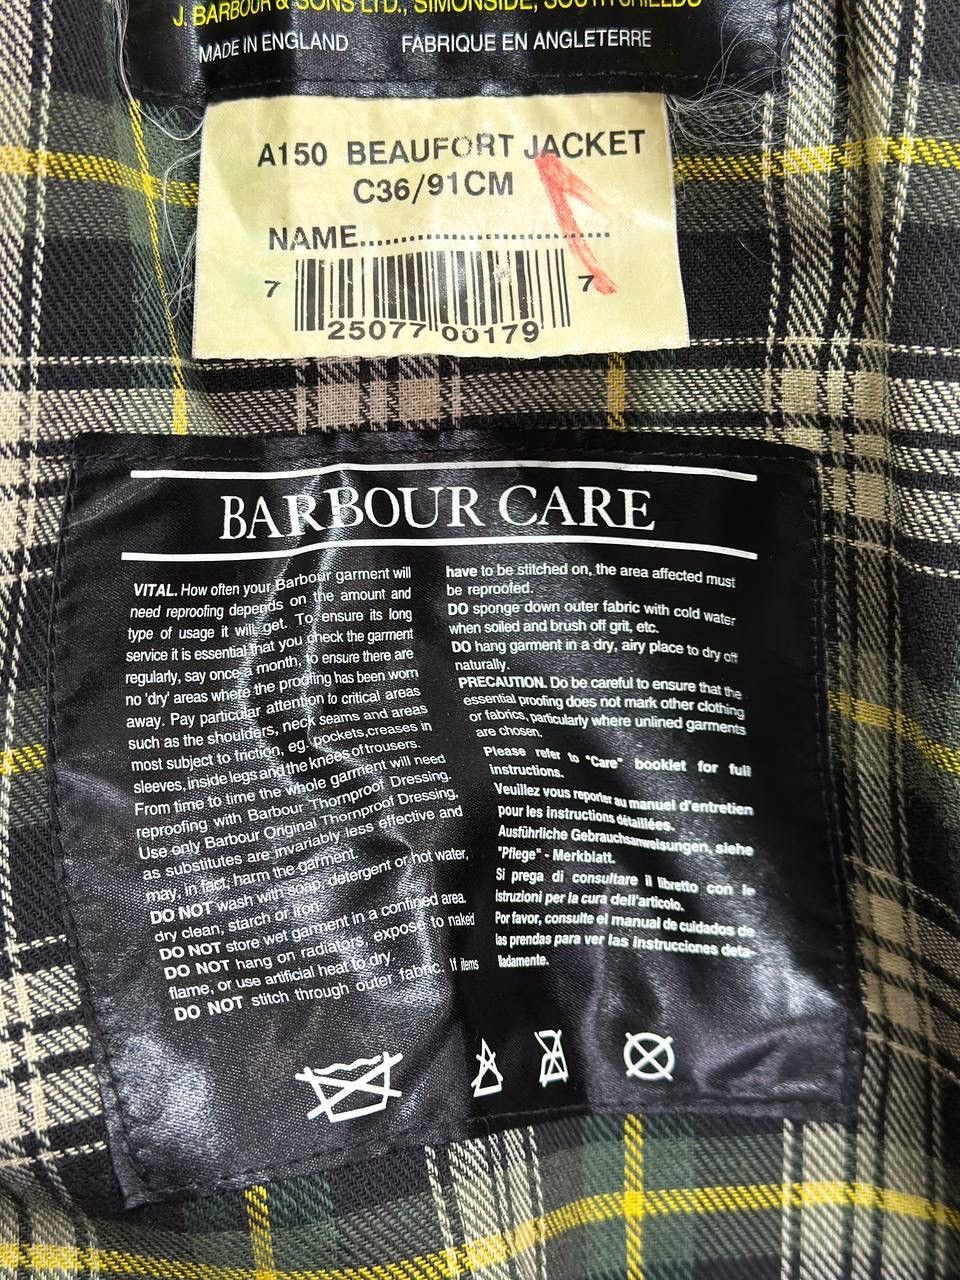 J. BARBOUR & SONS LTD., SIMONSIDE, SOUTH SHIELDS
MADE IN ENGLAND FABRIQUE EN ANGLETERRE
A150 BEAUFORT JACKET
C36/91CM
NAME..............................
7 25077 00179 7
BARBOUR CARE
VITAL. How often your Barbour garment will
need reproofing depends on the amount and
type of usage it will get. To ensure its long
service it is essential that you check the garment
regularly, say once a month, to ensure there are
no 'dry' areas where the proofing has been worn
away. Pay particular attention to critical areas
such as the shoulders, neck seams and areas
most subject to friction, eg. pockets, creases in
sleeves, inside legs and the knees of trousers.
From time to time the whole garment will need
reproofing with Barbour Thornproof Dressing.
Use only Barbour Original Thornproof Dressing,
as substitutes are invariably less effective and
may, in fact, harm the garment.
DO NOT wash with soap, detergent or hot water,
dry clean, starch or iron.
DO NOT store wet garment in a confined area.
DO NOT hang on radiators, expose to naked
flame, or use artificial heat to dry.
DO NOT stitch through outer fabric. If items
have to be stitched on, the area affected must
be reproofed.
DO sponge down outer fabric with cold water
when soiled and brush off grit, etc.
DO hang garment in a dry, airy place to dry off
naturally.
PRECAUTION. Do be careful to ensure that the
essential proofing does not mark other clothing
or fabrics, particularly where unlined garments
are chosen.
Please refer to "Care" booklet for full
instructions.
Veuillez vous reporter au manuel d'entretien
pour les instructions détaillées.
Ausführliche Gebrauchsanweisungen, siehe
"Pflege" - Merkblatt.
Si prega di consultare il libretto con le
istruzioni per la cura dell'articolo.
Por favor, consulte el manual de cuidados de
las prendas para ver las instrucciones deta-
lladamente.